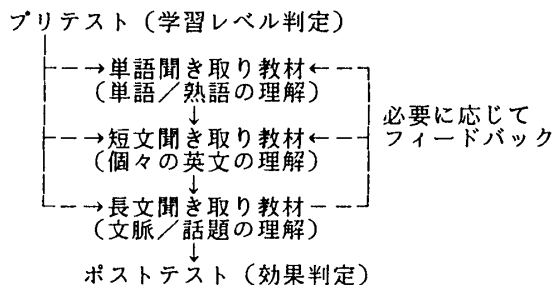 プリテスト（学習レベル判定）
単語聞き取り教材
（単語／熟語の理解）
必要に応じて
短文聞き取り教材
フィードバック
（個々の英文の理解）
長文聞き取り教材
（文脈／話題の理解）
ポストテスト（効果判定）